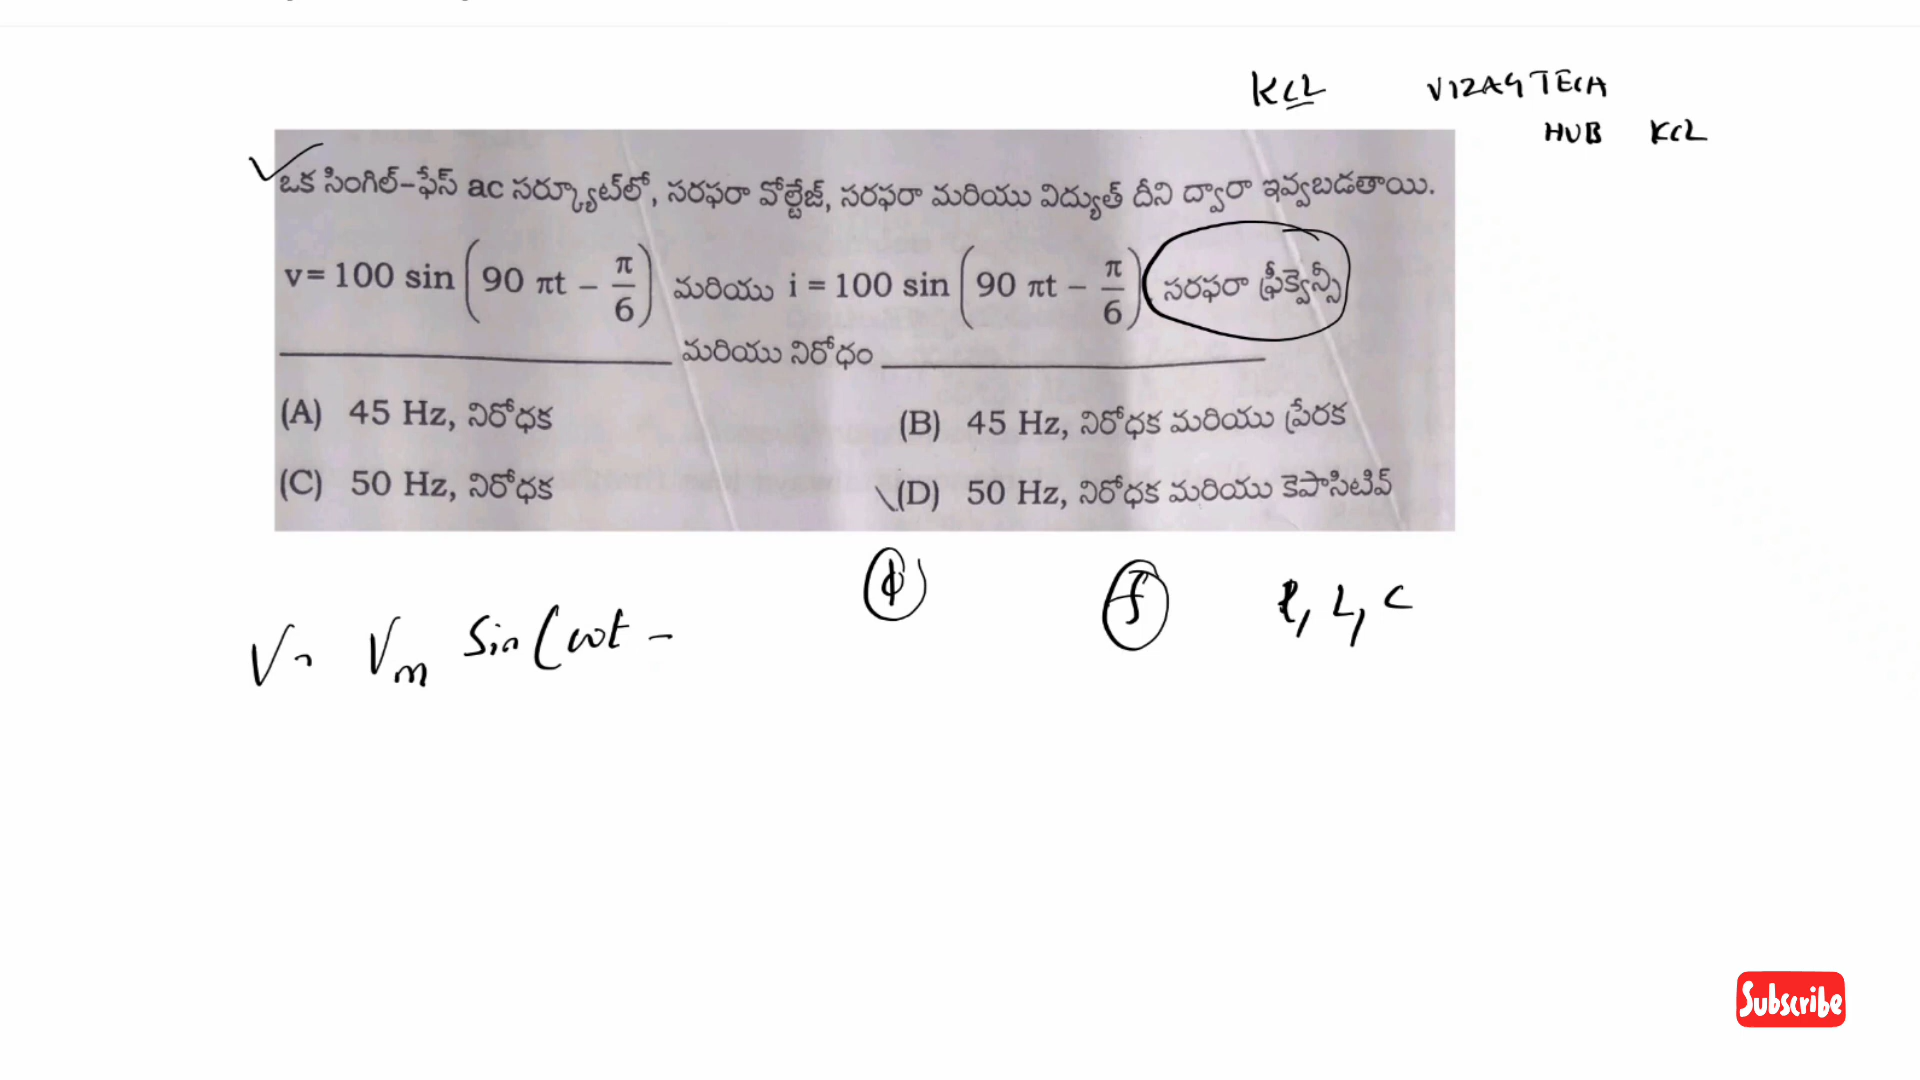 KCL VIZAG TECH
HUB KCL
ఒక సింగిల్-ఫేస్ ac సర్క్యూట్‌లో, సరఫరా వోల్టేజ్, సరఫరా మరియు విద్యుత్ దీని ద్వారా ఇవ్వబడతాయి.
v= 100 sin (90 πt − π/6) మరియు i = 100 sin (90 πt − π/6) సరఫరా ఫ్రీక్వెన్సీ
____________ మరియు నిరోధం ____________
(A) 45 Hz, నిరోధక (B) 45 Hz, నిరోధక మరియు ప్రేరక
(C) 50 Hz, నిరోధక (D) 50 Hz, నిరోధక మరియు కెపాసిటివ్
ϕ f L, C
V = Vm Sin (ωt −
Subscribe